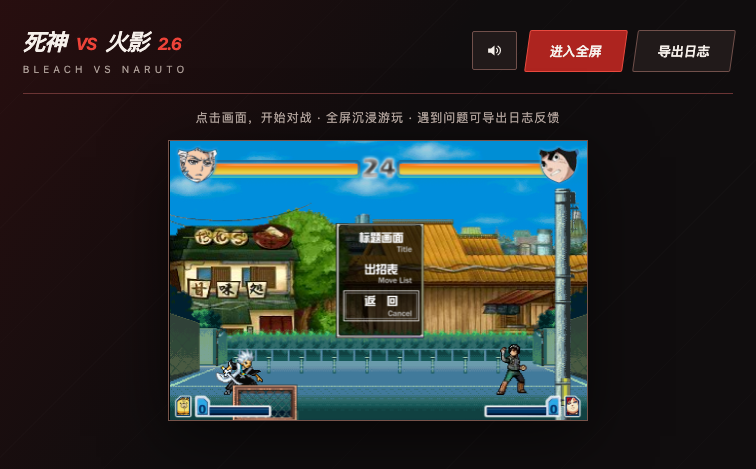 死神 VS 火影 2.6
BLEACH VS NARUTO
进入全屏
导出日志
点击画面，开始对战 · 全屏沉浸游玩 · 遇到问题可导出日志反馈
24
标题画面
Title
出招表
Move List
返 回
Cancel
甘 味 処
0
0